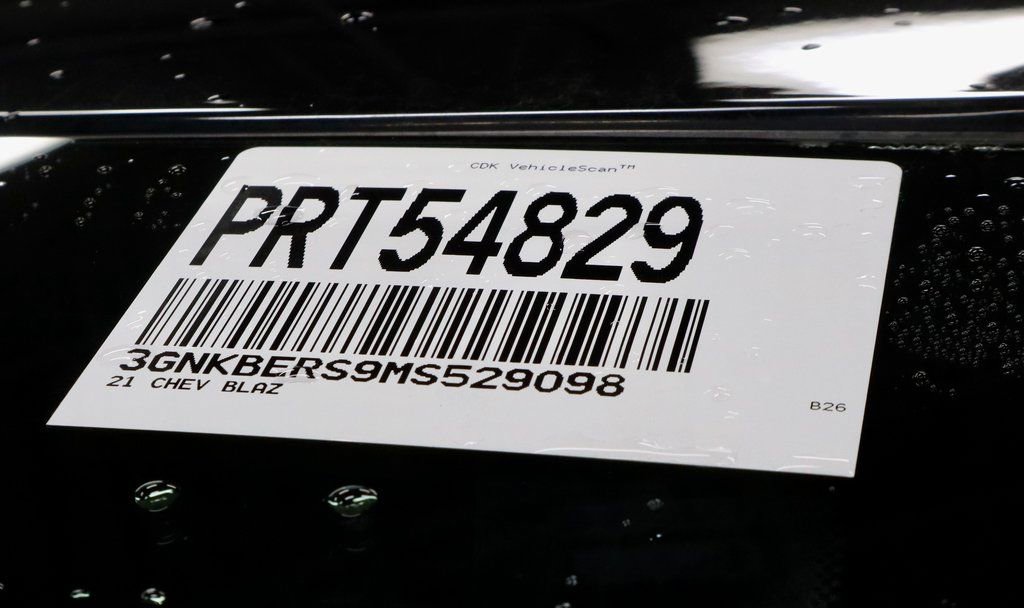 CDK VehicleScan™
PRT54829
3GNKBERS9MS529098
21 CHEV BLAZ
B26